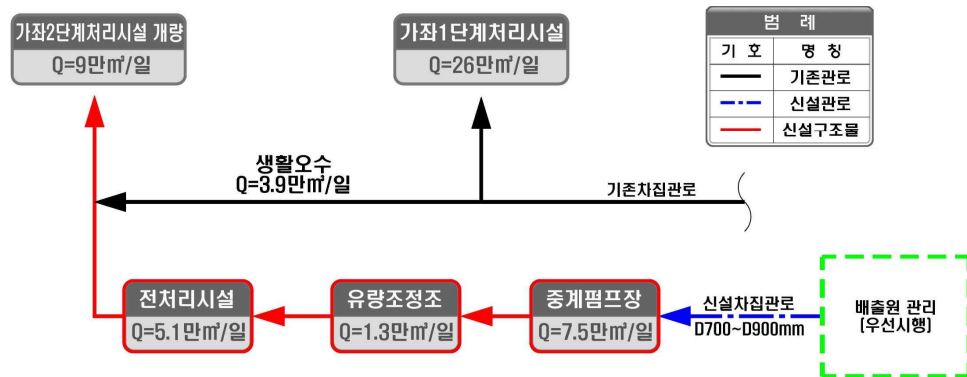 가좌2단계처리시설 개량
Q=9만㎥/일
가좌1단계처리시설
Q=26만㎥/일
범 례
기 호 명 칭
기존관로
신설관로
신설구조물
생활오수
Q=3.9만㎥/일
기존차집관로
전처리시설
Q=5.1만㎥/일
유량조정조
Q=1.3만㎥/일
중계펌프장
Q=7.5만㎥/일
신설차집관로
D700~D900mm
배출원 관리
[우선시행]